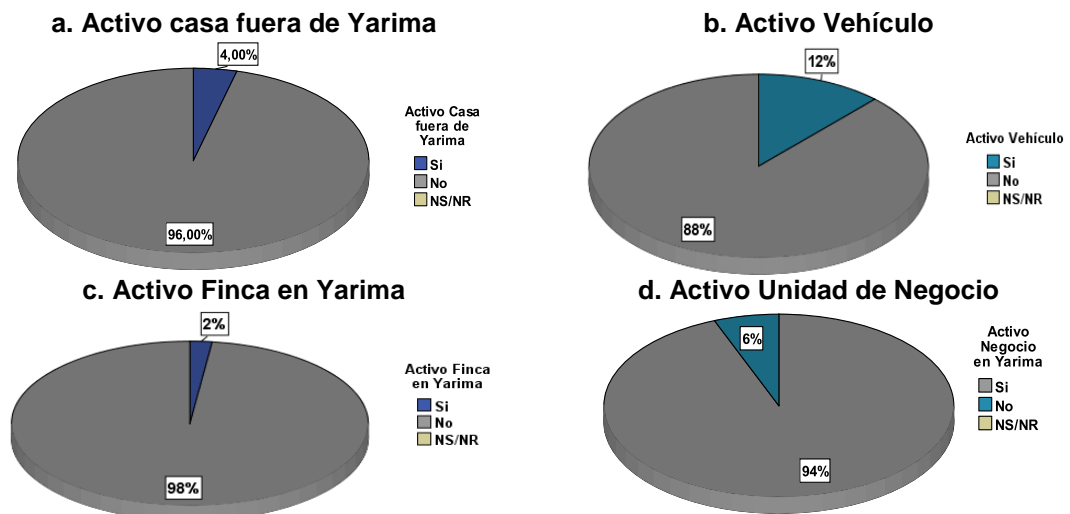 a. Activo casa fuera de Yarima
4,00%
96,00%
Activo Casa
fuera de
Yarima
Si
No
NS/NR
b. Activo Vehículo
12%
88%
Activo Vehículo
Si
No
NS/NR
c. Activo Finca en Yarima
2%
98%
Activo Finca
en Yarima
Si
No
NS/NR
d. Activo Unidad de Negocio
6%
94%
Activo
Negocio
en Yarima
Si
No
NS/NR